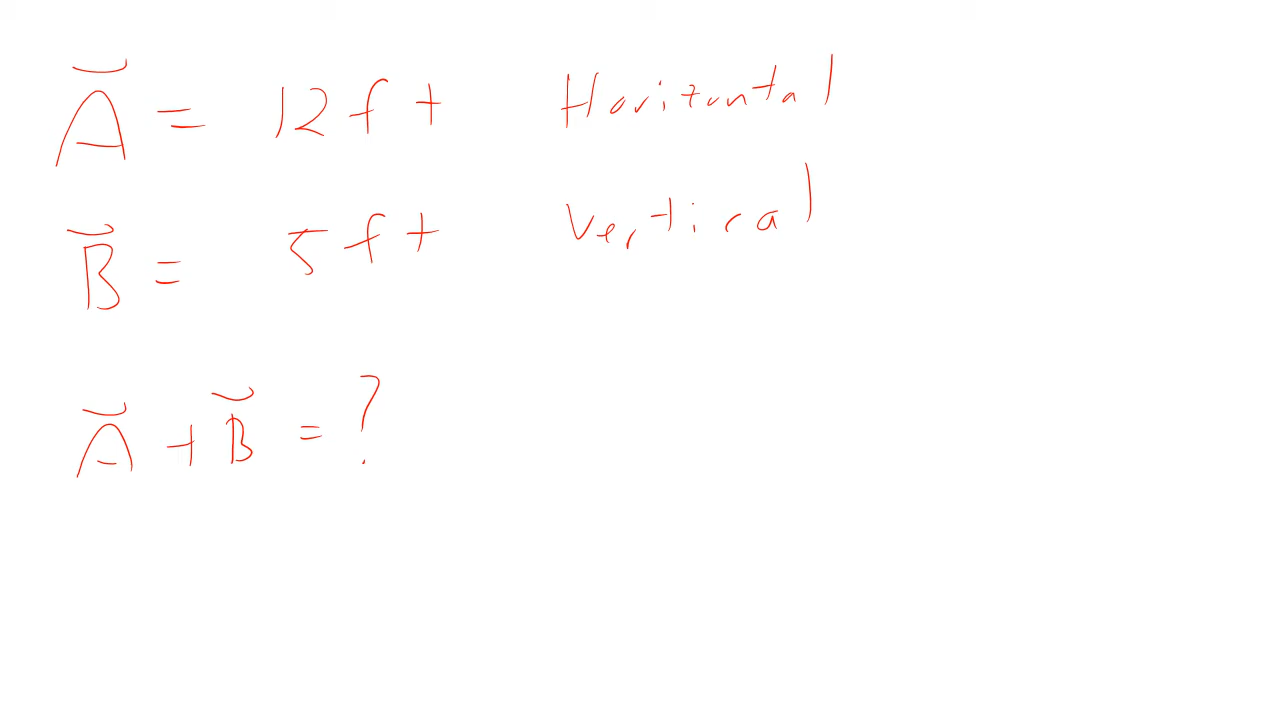 A⃗ = 12 ft Horizontal
B⃗ = 5 ft Vertical
A⃗ + B⃗ = ?